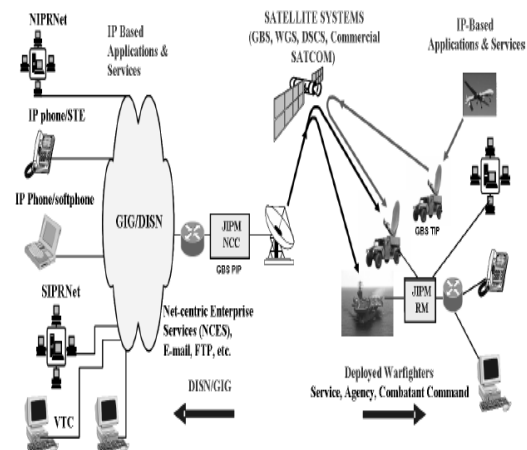 NIPRNet
IP Based
Applications &
Services
IP phone/STE
IP Phone/softphone
GIG/DISN
SIPRNet
VTC
JIPM
NCC
GBS PIP
Net-centric Enterprise
Services (NCES),
E-mail, FTP, etc.
DISN/GIG
SATELLITE SYSTEMS
(GBS, WGS, DSCS, Commercial
SATCOM)
IP-Based
Applications & Services
GBS TIP
JIPM
RM
Deployed Warfighters
Service, Agency, Combatant Command